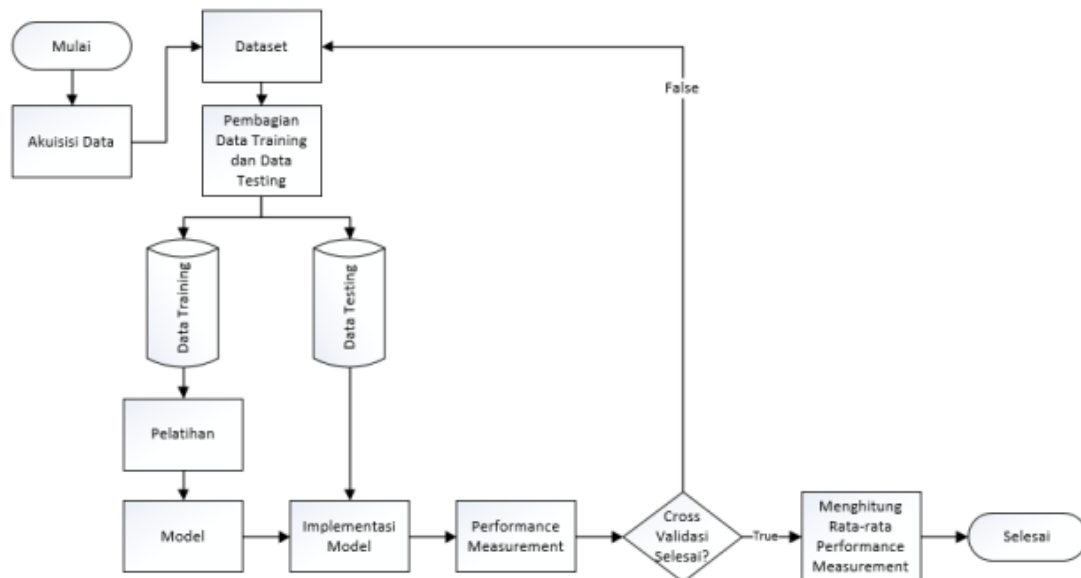 Mulai
Akuisisi Data
Dataset
Pembagian
Data Training
dan Data
Testing
Data Training
Data Testing
Pelatihan
Model
Implementasi
Model
Performance
Measurement
Cross
Validasi
Selesai?
False
True
Menghitung
Rata-rata
Performance
Measurement
Selesai